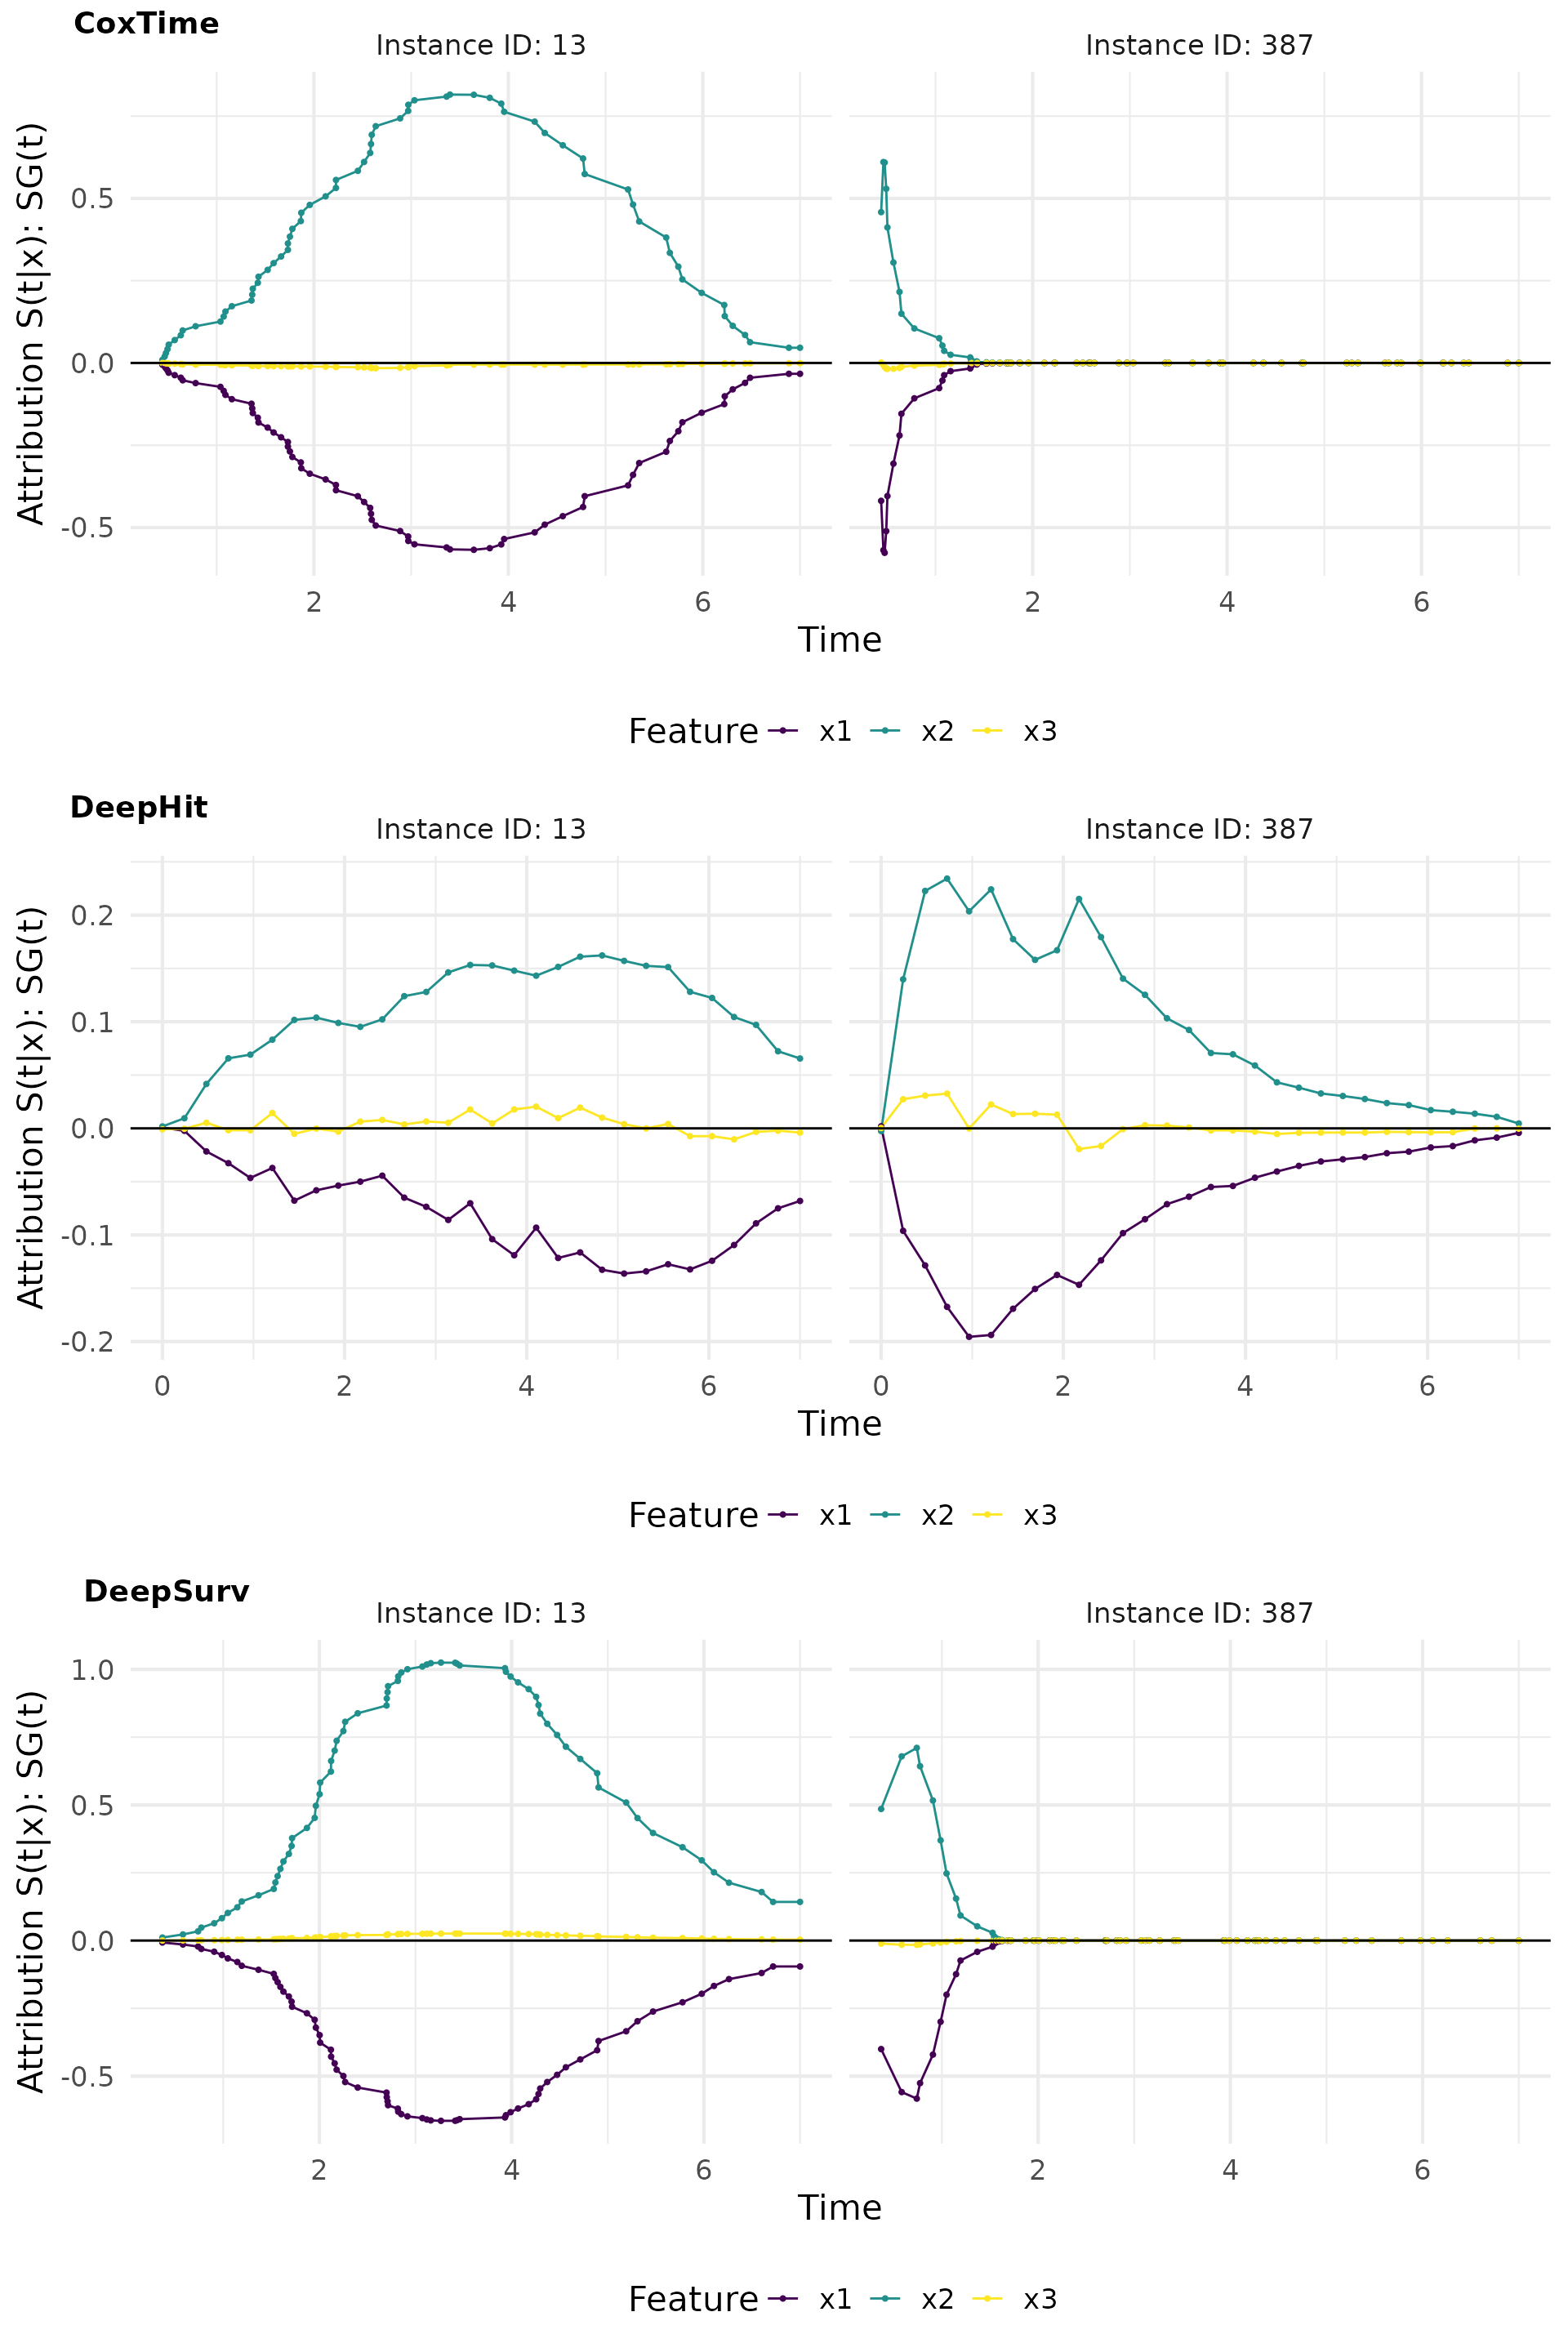 CoxTime
Instance ID: 13 Instance ID: 387
Attribution S(t|x): SG(t)
0.5
0.0
-0.5
2 4 6 2 4 6
Time
Feature x1 x2 x3
DeepHit
Instance ID: 13 Instance ID: 387
Attribution S(t|x): SG(t)
0.2
0.1
0.0
-0.1
-0.2
0 2 4 6 0 2 4 6
Time
Feature x1 x2 x3
DeepSurv
Instance ID: 13 Instance ID: 387
Attribution S(t|x): SG(t)
1.0
0.5
0.0
-0.5
2 4 6 2 4 6
Time
Feature x1 x2 x3